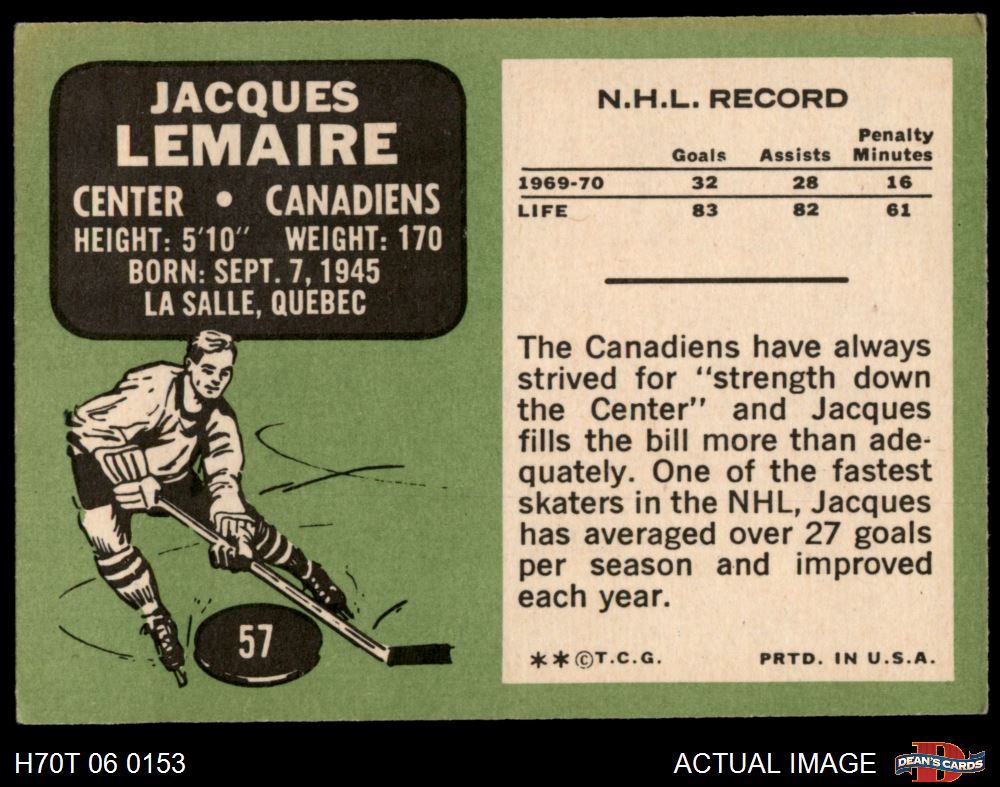 JACQUES
LEMAIRE
CENTER • CANADIENS
HEIGHT: 5'10" WEIGHT: 170
BORN: SEPT. 7, 1945
LA SALLE, QUEBEC
57
N.H.L. RECORD
Goals Assists Penalty Minutes
1969-70 32 28 16
LIFE 83 82 61
The Canadiens have always
strived for "strength down
the Center" and Jacques
fills the bill more than ade-
quately. One of the fastest
skaters in the NHL, Jacques
has averaged over 27 goals
per season and improved
each year.
**©T.C.G. PRTD. IN U.S.A.
H70T 06 0153 ACTUAL IMAGE
D
DEAN'S CARDS